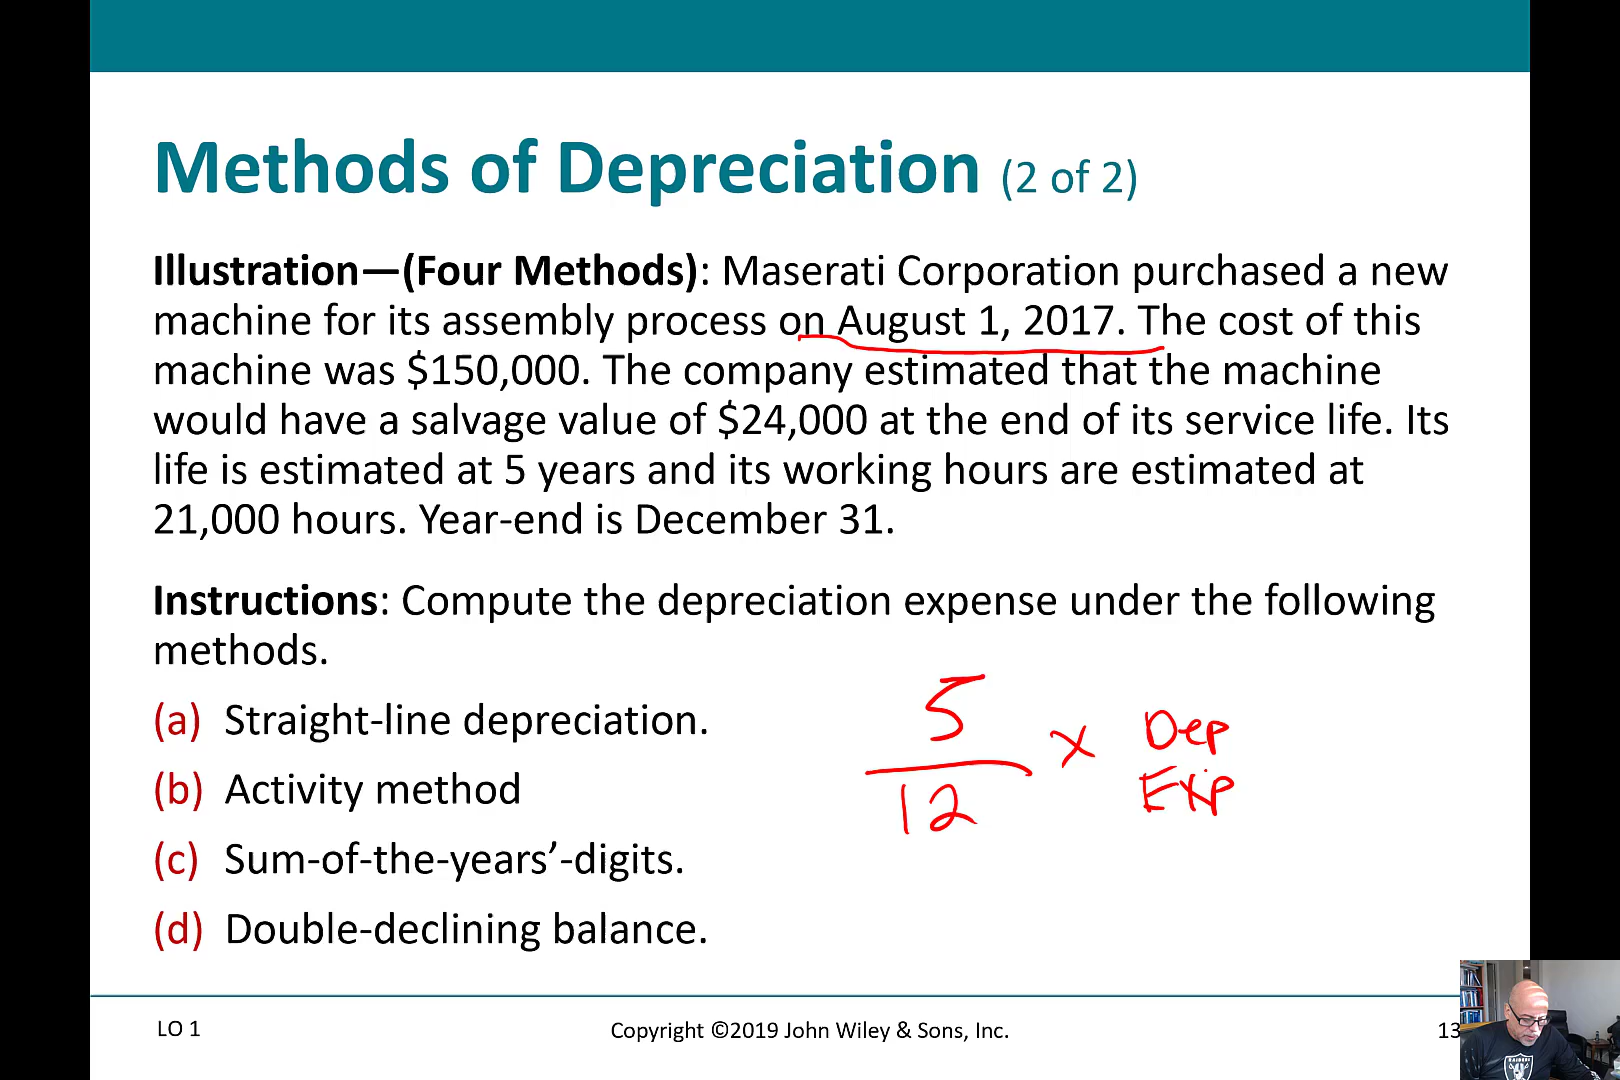 Methods of Depreciation (2 of 2)
Illustration—(Four Methods): Maserati Corporation purchased a new
machine for its assembly process on August 1, 2017. The cost of this
machine was $150,000. The company estimated that the machine
would have a salvage value of $24,000 at the end of its service life. Its
life is estimated at 5 years and its working hours are estimated at
21,000 hours. Year-end is December 31.
Instructions: Compute the depreciation expense under the following
methods.
(a) Straight-line depreciation.
(b) Activity method
(c) Sum-of-the-years’-digits.
(d) Double-declining balance.
5
12
x
Dep
Exp
LO 1
Copyright ©2019 John Wiley & Sons, Inc.
13
RAIDERS